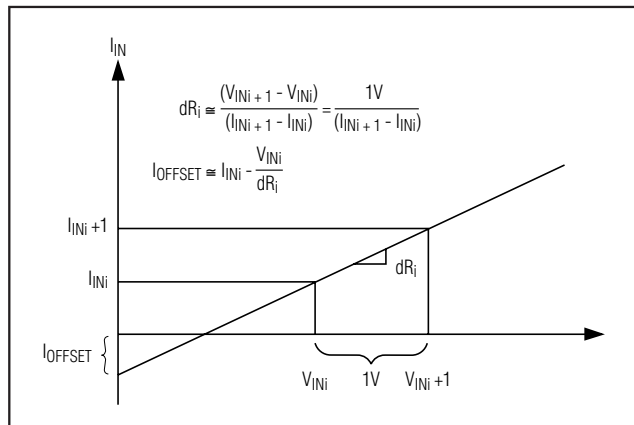 I_IN
dR_i ≅ (V_INi + 1 - V_INi) / (I_INi + 1 - I_INi) = 1V / (I_INi + 1 - I_INi)
I_OFFSET ≅ I_INi - V_INi / dR_i
I_INi+1
dR_i
I_INi
I_OFFSET
V_INi 1V V_INi+1